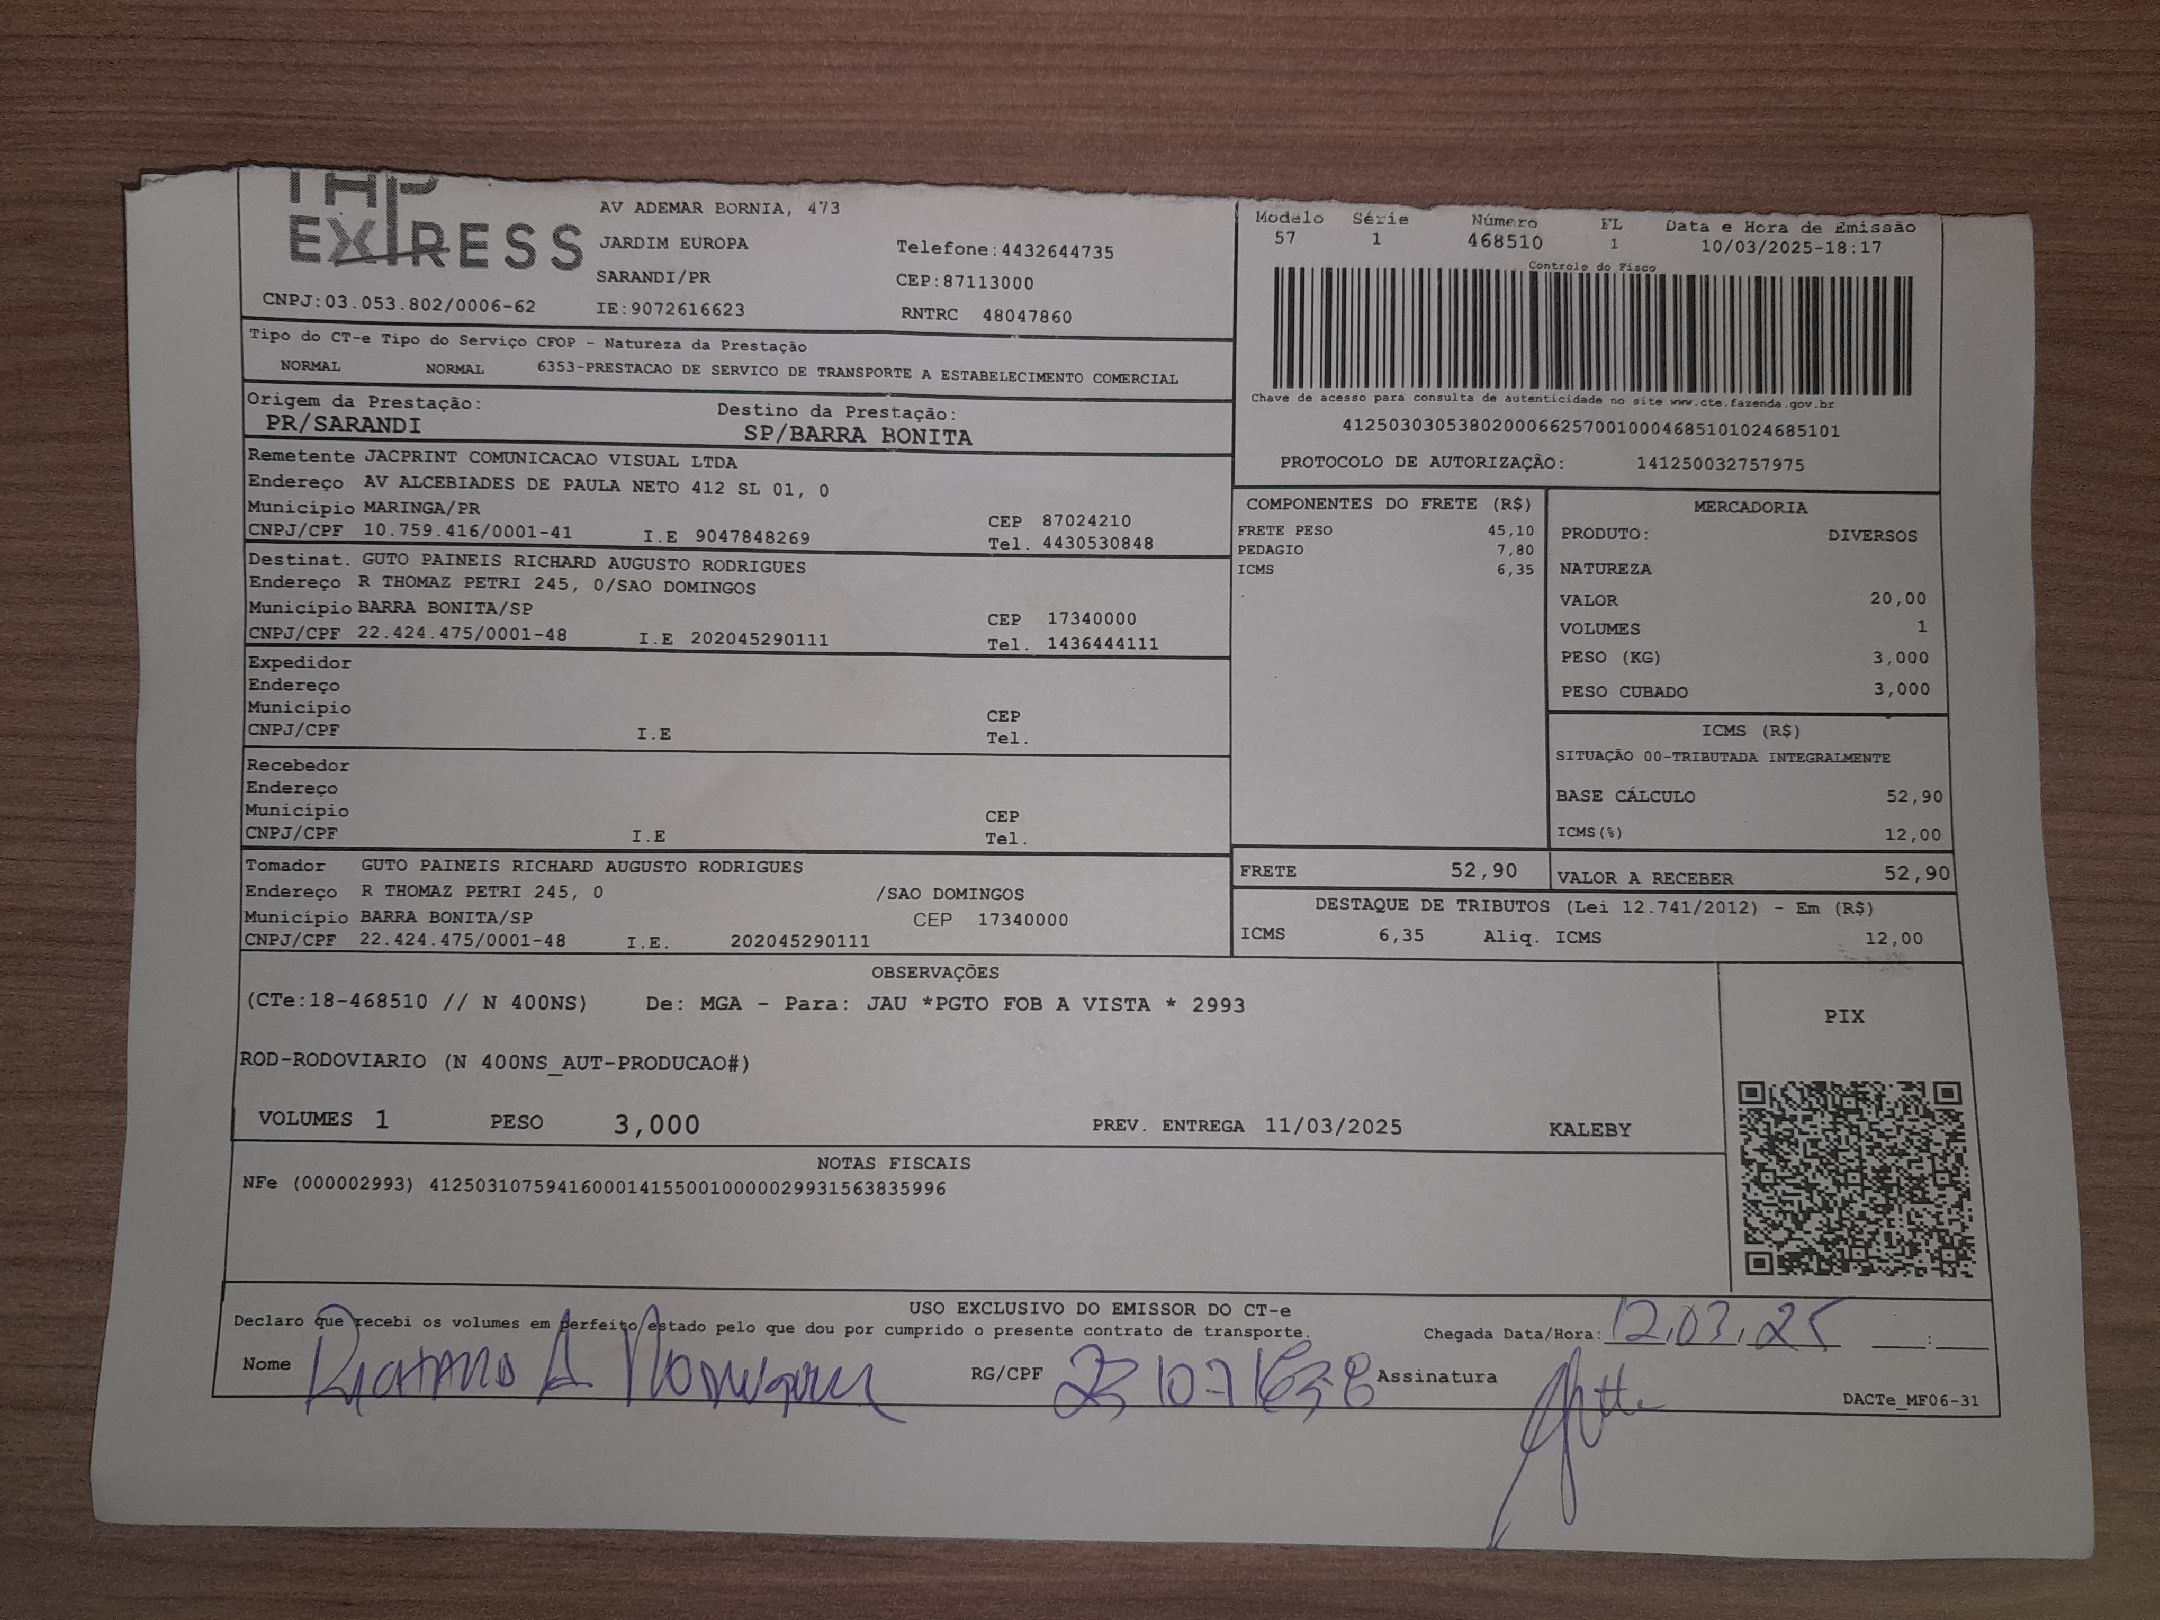 THP
EXPRESS
CNPJ:03.053.802/0006-62
AV ADEMAR BORNIA, 473
JARDIM EUROPA
SARANDI/PR
IE:9072616623
Telefone:4432644735
CEP:87113000
RNTRC 48047860
Modelo Série Número FL Data e Hora de Emissão
57 1 468510 1 10/03/2025-18:17
Controle do Fisco
Chave de acesso para consulta de autenticidade no site www.cte.fazenda.gov.br
41250303053802000662570010004685101024685101
PROTOCOLO DE AUTORIZAÇÃO: 141250032757975
Tipo do CT-e Tipo do Serviço CFOP - Natureza da Prestação
NORMAL NORMAL 6353-PRESTACAO DE SERVICO DE TRANSPORTE A ESTABELECIMENTO COMERCIAL
Origem da Prestação: Destino da Prestação:
PR/SARANDI SP/BARRA BONITA
Remetente JACPRINT COMUNICACAO VISUAL LTDA
Endereço AV ALCEBIADES DE PAULA NETO 412 SL 01, 0
Município MARINGA/PR CEP 87024210
CNPJ/CPF 10.759.416/0001-41 I.E 9047848269 Tel. 4430530848
Destinat. GUTO PAINEIS RICHARD AUGUSTO RODRIGUES
Endereço R THOMAZ PETRI 245, 0/SAO DOMINGOS
Município BARRA BONITA/SP CEP 17340000
CNPJ/CPF 22.424.475/0001-48 I.E 202045290111 Tel. 1436444111
Expedidor
Endereço
Município CEP
CNPJ/CPF I.E Tel.
Recebedor
Endereço
Município CEP
CNPJ/CPF I.E Tel.
Tomador GUTO PAINEIS RICHARD AUGUSTO RODRIGUES
Endereço R THOMAZ PETRI 245, 0 /SAO DOMINGOS
Município BARRA BONITA/SP CEP 17340000
CNPJ/CPF 22.424.475/0001-48 I.E. 202045290111
COMPONENTES DO FRETE (R$)
FRETE PESO 45,10
PEDAGIO 7,80
ICMS 6,35
MERCADORIA
PRODUTO: DIVERSOS
NATUREZA
VALOR 20,00
VOLUMES 1
PESO (KG) 3,000
PESO CUBADO 3,000
ICMS (R$)
SITUAÇÃO 00-TRIBUTADA INTEGRALMENTE
BASE CÁLCULO 52,90
ICMS(%) 12,00
FRETE 52,90 VALOR A RECEBER 52,90
DESTAQUE DE TRIBUTOS (Lei 12.741/2012) - Em (R$)
ICMS 6,35 Aliq. ICMS 12,00
OBSERVAÇÕES
(CTe:18-468510 // N 400NS) De: MGA - Para: JAU *PGTO FOB A VISTA * 2993
ROD-RODOVIARIO (N 400NS_AUT-PRODUCAO#)
VOLUMES 1 PESO 3,000 PREV. ENTREGA 11/03/2025 KALEBY
PIX
NOTAS FISCAIS
NFe (000002993) 41250310759416000141550010000029931563835996
USO EXCLUSIVO DO EMISSOR DO CT-e
Declaro que recebi os volumes em perfeito estado pelo que dou por cumprido o presente contrato de transporte.
Chegada Data/Hora: 12.03.25 ___:___
Nome Richard A Rodrigues RG/CPF Assinatura
DACTe_MF06-31